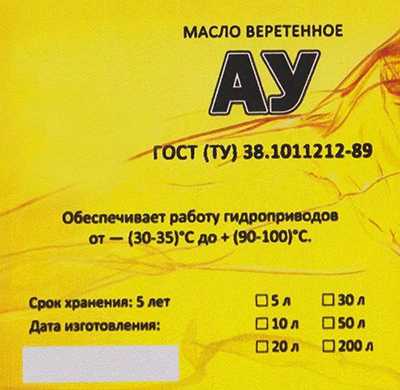 МАСЛО ВЕРЕТЕННОЕ
АУ
ГОСТ (ТУ) 38.1011212-89
Обеспечивает работу гидроприводов
от — (30-35)°С до + (90-100)°С.
Срок хранения: 5 лет
Дата изготовления:
☐ 5 л ☐ 30 л
☐ 10 л ☐ 50 л
☐ 20 л ☐ 200 л